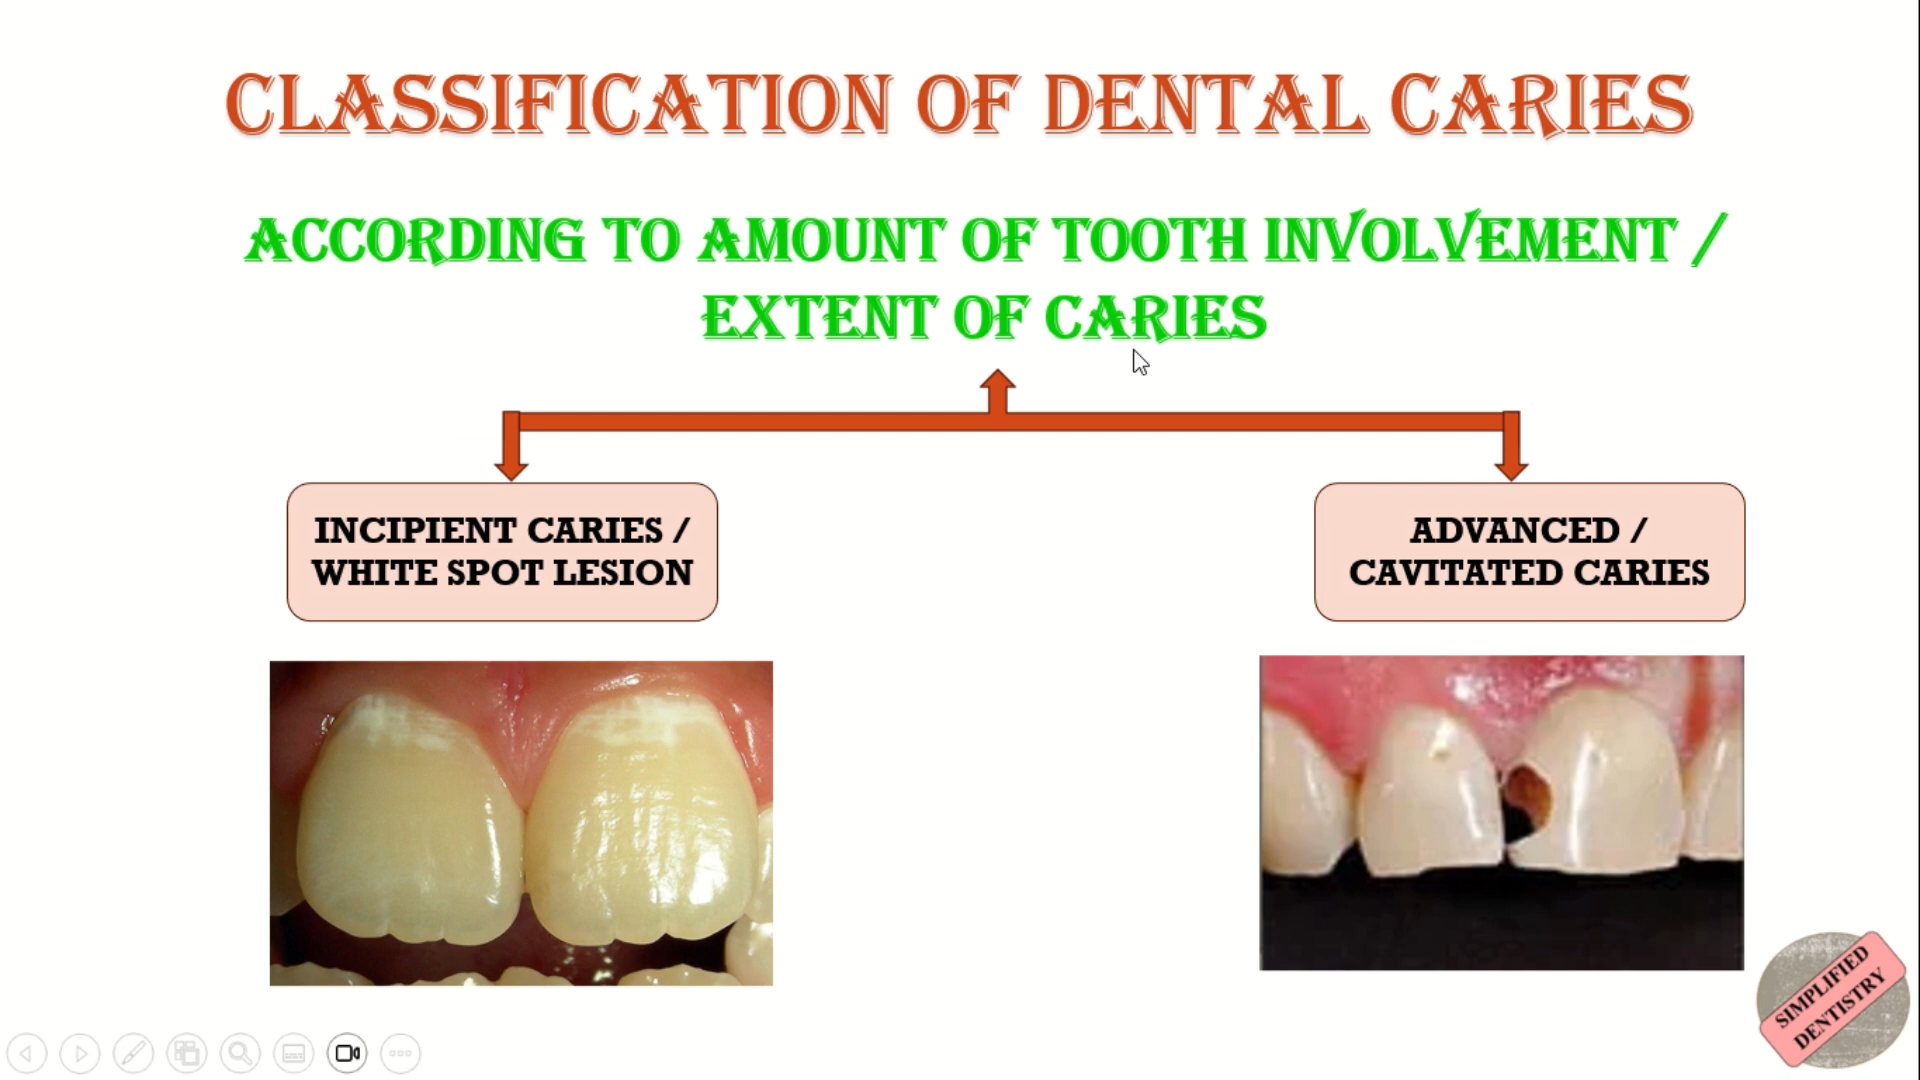 CLASSIFICATION OF DENTAL CARIES
ACCORDING TO AMOUNT OF TOOTH INVOLVEMENT /
EXTENT OF CARIES
INCIPIENT CARIES /
WHITE SPOT LESION
ADVANCED /
CAVITATED CARIES
SIMPLIFIED
DENTISTRY